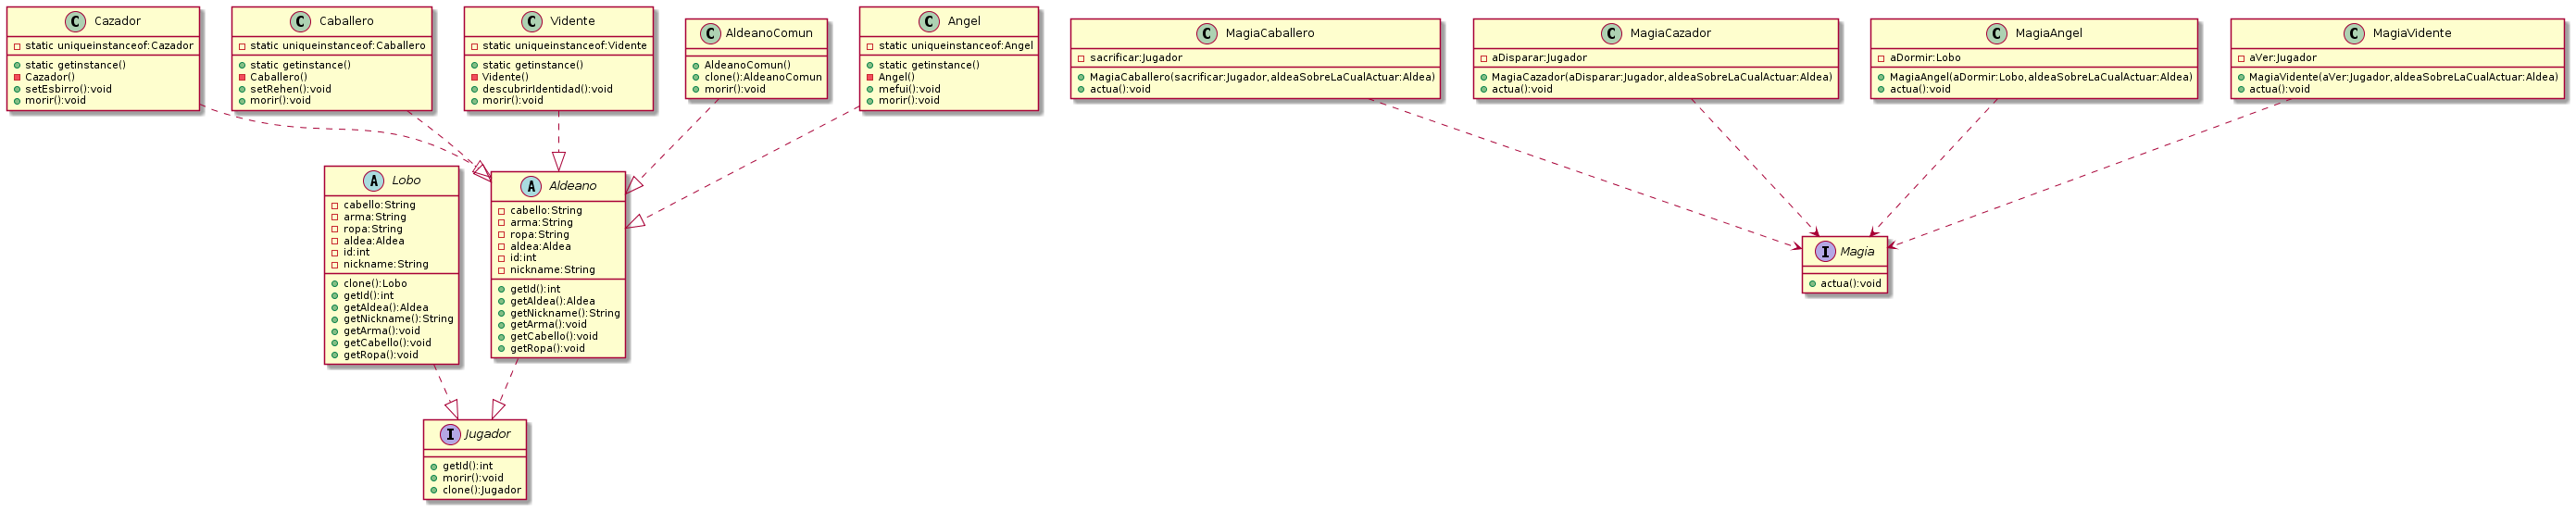 C Cazador
static uniqueinstanceof:Cazador
static getinstance()
Cazador()
setEsbirro():void
morir():void
C Caballero
static uniqueinstanceof:Caballero
static getinstance()
Caballero()
setRehen():void
morir():void
C Vidente
static uniqueinstanceof:Vidente
static getinstance()
Vidente()
descubrirIdentidad():void
morir():void
C AldeanoComun
AldeanoComun()
clone():AldeanoComun
morir():void
C Angel
static uniqueinstanceof:Angel
static getinstance()
Angel()
mefui():void
morir():void
C MagiaCaballero
sacrificar:Jugador
MagiaCaballero(sacrificar:Jugador,aldeaSobreLaCualActuar:Aldea)
actua():void
C MagiaCazador
aDisparar:Jugador
MagiaCazador(aDisparar:Jugador,aldeaSobreLaCualActuar:Aldea)
actua():void
C MagiaAngel
aDormir:Lobo
MagiaAngel(aDormir:Lobo,aldeaSobreLaCualActuar:Aldea)
actua():void
C MagiaVidente
aVer:Jugador
MagiaVidente(aVer:Jugador,aldeaSobreLaCualActuar:Aldea)
actua():void
A Lobo
cabello:String
arma:String
ropa:String
aldea:Aldea
id:int
nickname:String
clone():Lobo
getId():int
getAldea():Aldea
getNickname():String
getArma():void
getCabello():void
getRopa():void
A Aldeano
cabello:String
arma:String
ropa:String
aldea:Aldea
id:int
nickname:String
getId():int
getAldea():Aldea
getNickname():String
getArma():void
getCabello():void
getRopa():void
I Magia
actua():void
I Jugador
getId():int
morir():void
clone():Jugador